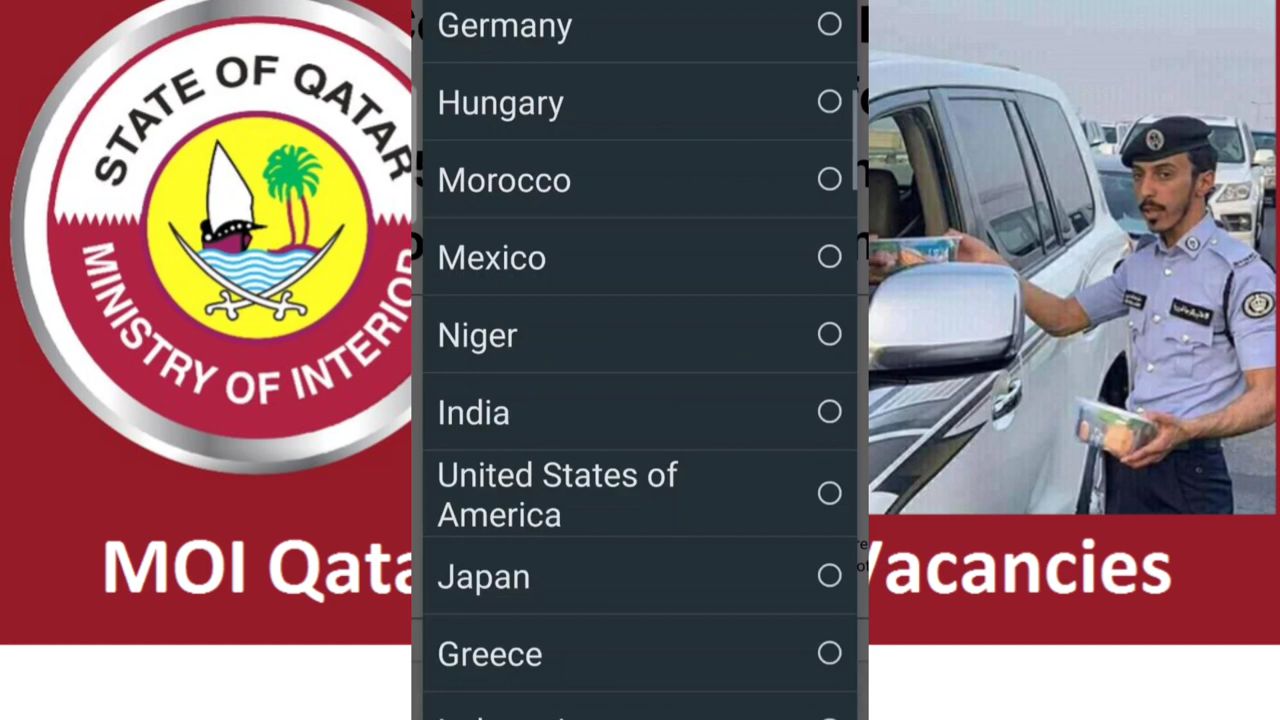 STATE OF QATAR
MINISTRY OF INTERIOR
MOI Qata
Germany
Hungary
Morocco
Mexico
Niger
India
United States of
America
Japan
Greece
acancies